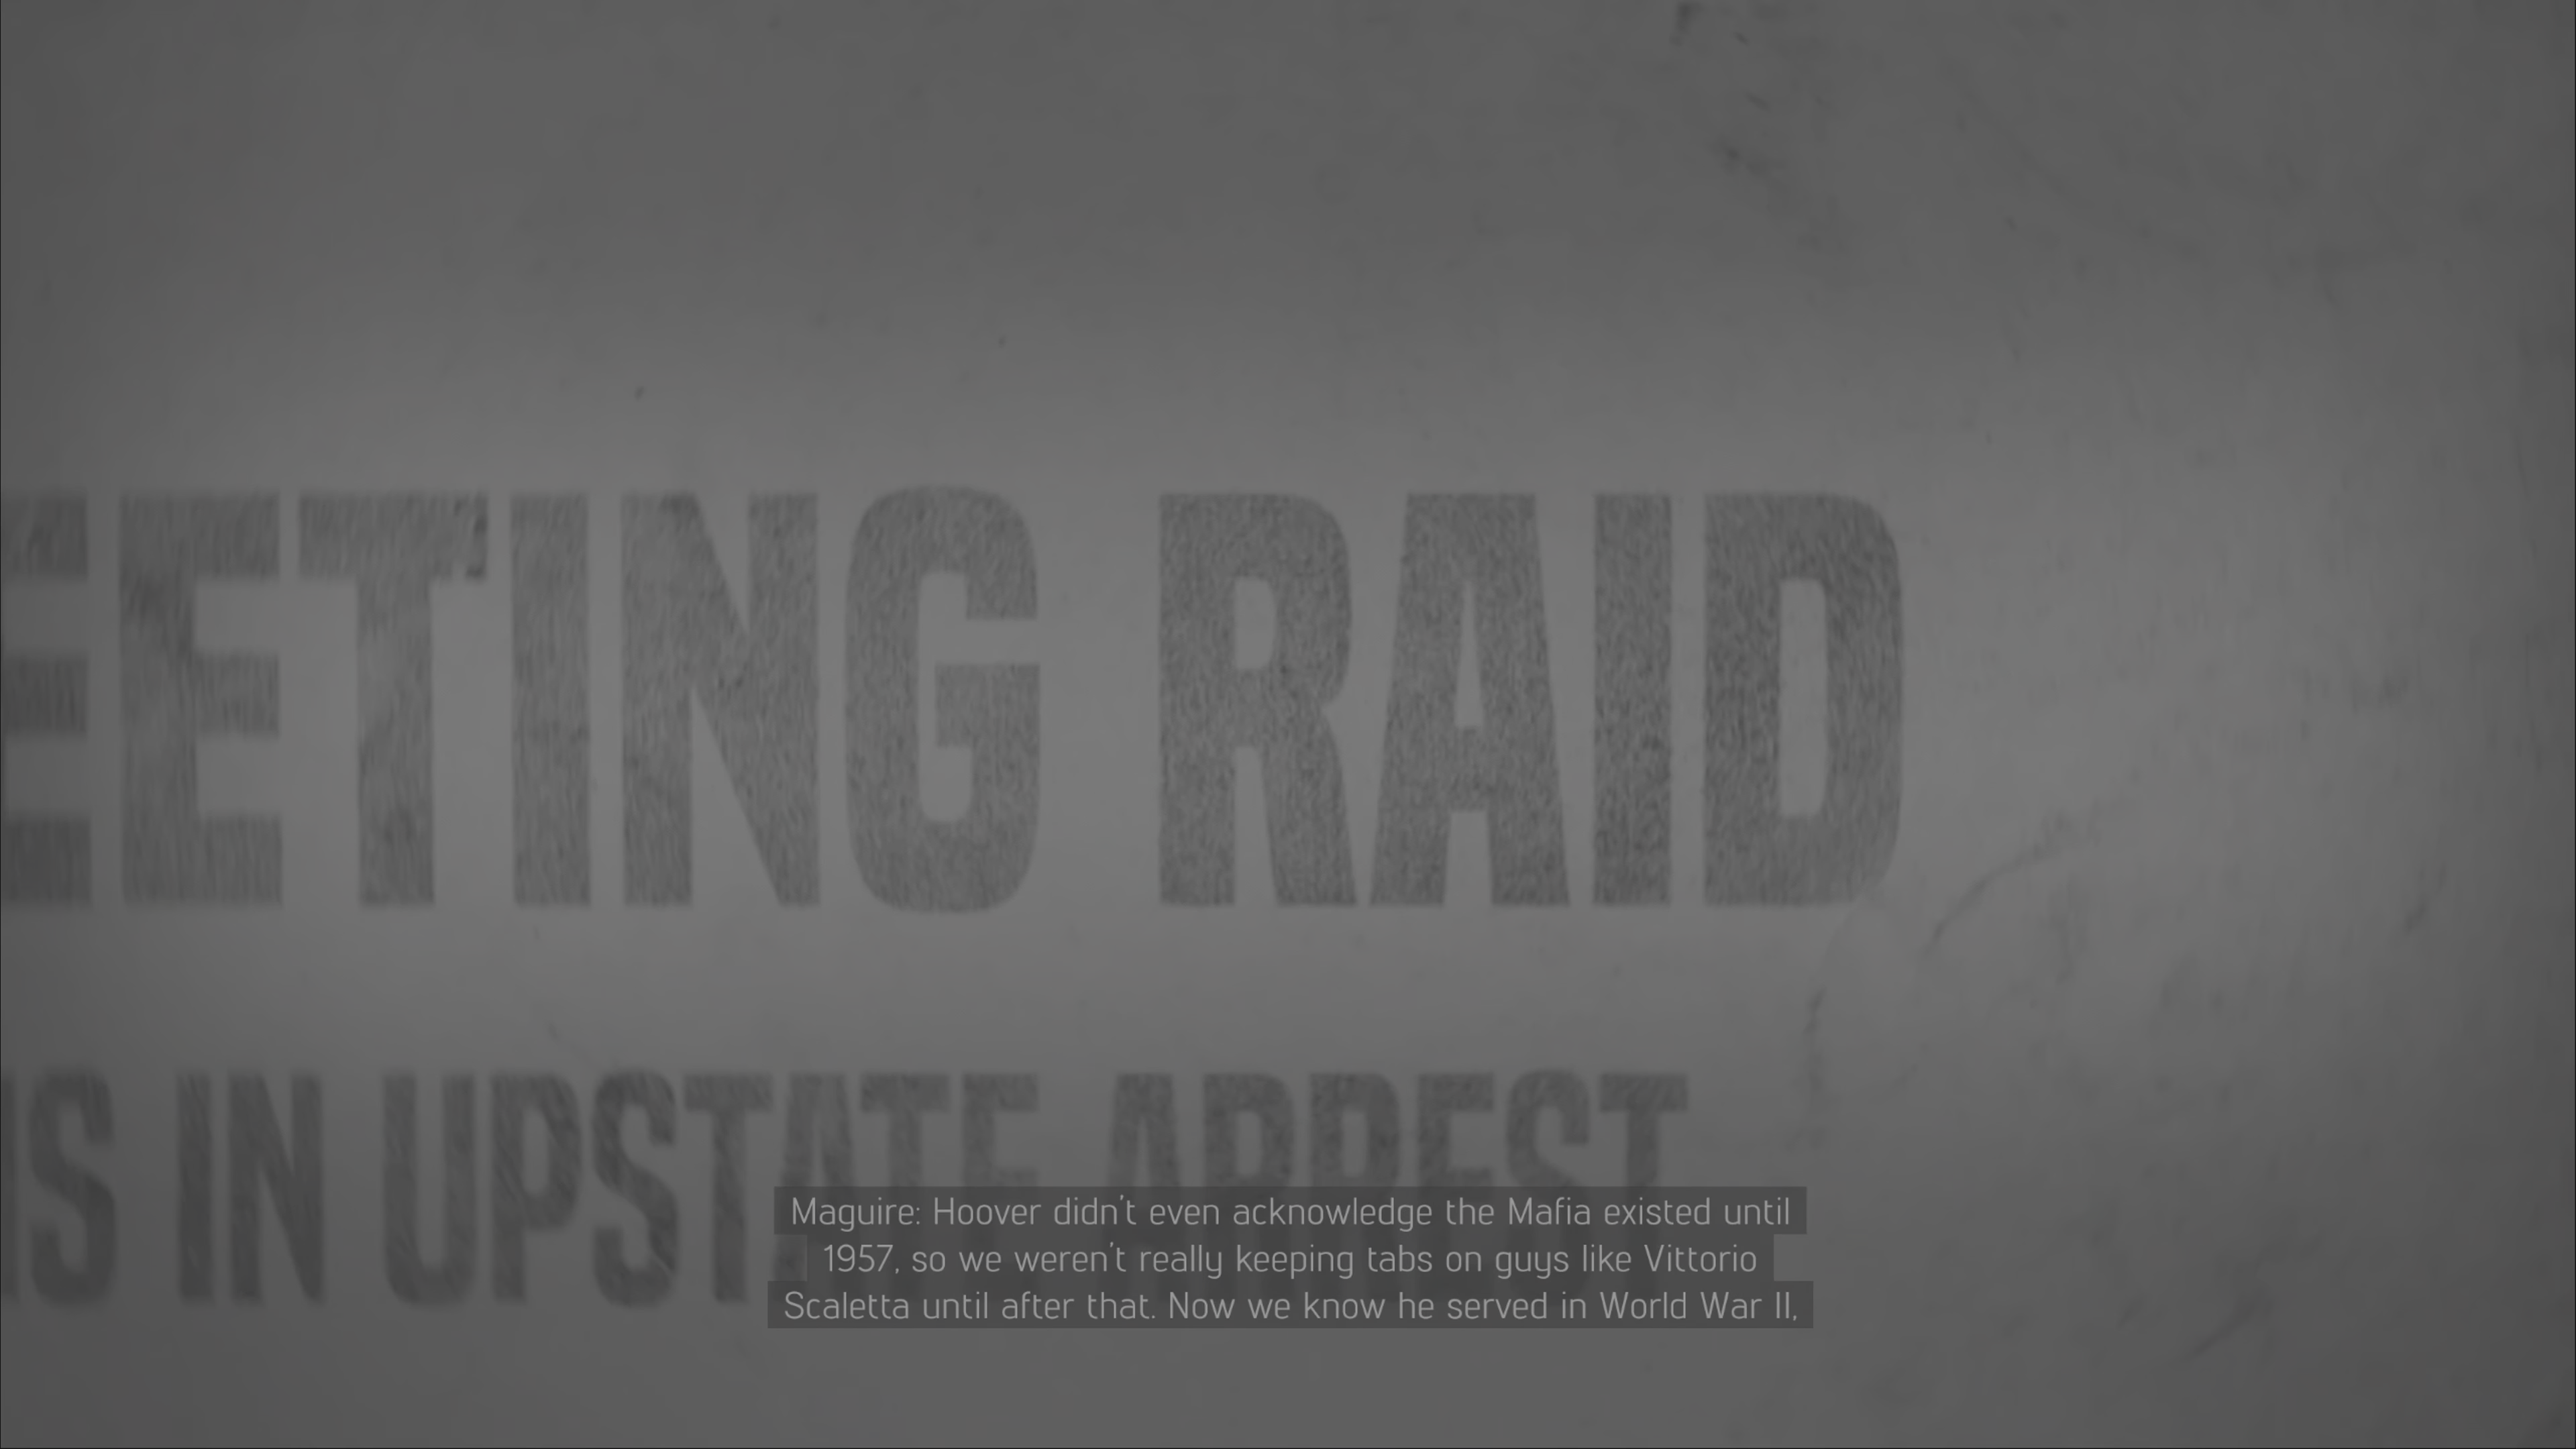 EETING RAID
IS IN UPSTATE ARREST
Maguire: Hoover didn't even acknowledge the Mafia existed until
1957, so we weren't really keeping tabs on guys like Vittorio
Scaletta until after that. Now we know he served in World War II,